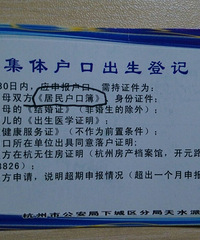 集体户口出生登记
30日内，应申报户口，需持证件为：
母双方《居民户口簿》、身份证件；
母的《结婚证》（非婚生的除外）；
儿的《出生医学证明》；
健康服务证》（不作为前置条件）；
口所在单位出具同意落户证明；
方在杭无住房证明（杭州房产档案馆，开元路
8826）；
方申请，说明超期申报情况（超出一个月申报
杭州市公安局下城区分局天水派